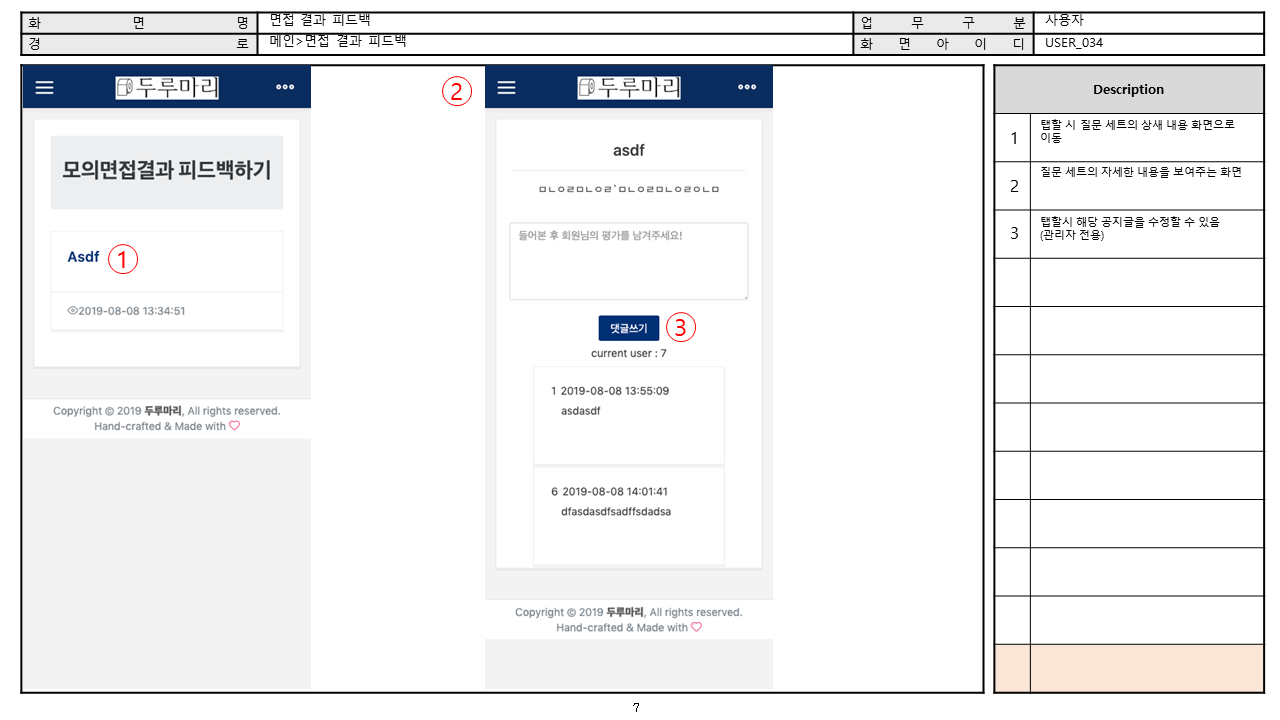 화 면 명 면접 결과 피드백 업 무 구 분 사용자
경 로 메인>면접 결과 피드백 화 면 아 이 디 USER_034
두루마리
모의면접결과 피드백하기
Asdf 1
2019-08-08 13:34:51
Copyright © 2019 두루마리, All rights reserved.
Hand-crafted & Made with ♡
2
두루마리
asdf
ㅁㄴㅇㄹㅁㄴㅇㄹ`ㅁㄴㅇㄹㅁㄴㅇㄹㅇㄴㅁ
들어본 후 회원님의 평가를 남겨주세요!
댓글쓰기 3
current user : 7
1 2019-08-08 13:55:09
asdasdf
6 2019-08-08 14:01:41
dfasdasdfsadffsdadsa
Copyright © 2019 두루마리, All rights reserved.
Hand-crafted & Made with ♡
Description
1 탭할 시 질문 세트의 상세 내용 화면으로
이동
2 질문 세트의 자세한 내용을 보여주는 화면
3 탭할시 해당 공지글을 수정할 수 있음
(관리자 전용)
7